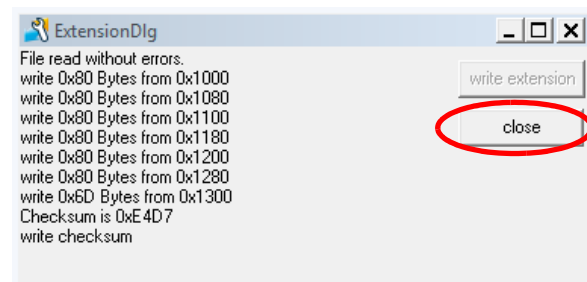 ExtensionDlg
File read without errors.
write 0x80 Bytes from 0x1000
write 0x80 Bytes from 0x1080
write 0x80 Bytes from 0x1100
write 0x80 Bytes from 0x1180
write 0x80 Bytes from 0x1200
write 0x80 Bytes from 0x1280
write 0x6D Bytes from 0x1300
Checksum is 0xE4D7
write checksum
write extension
close